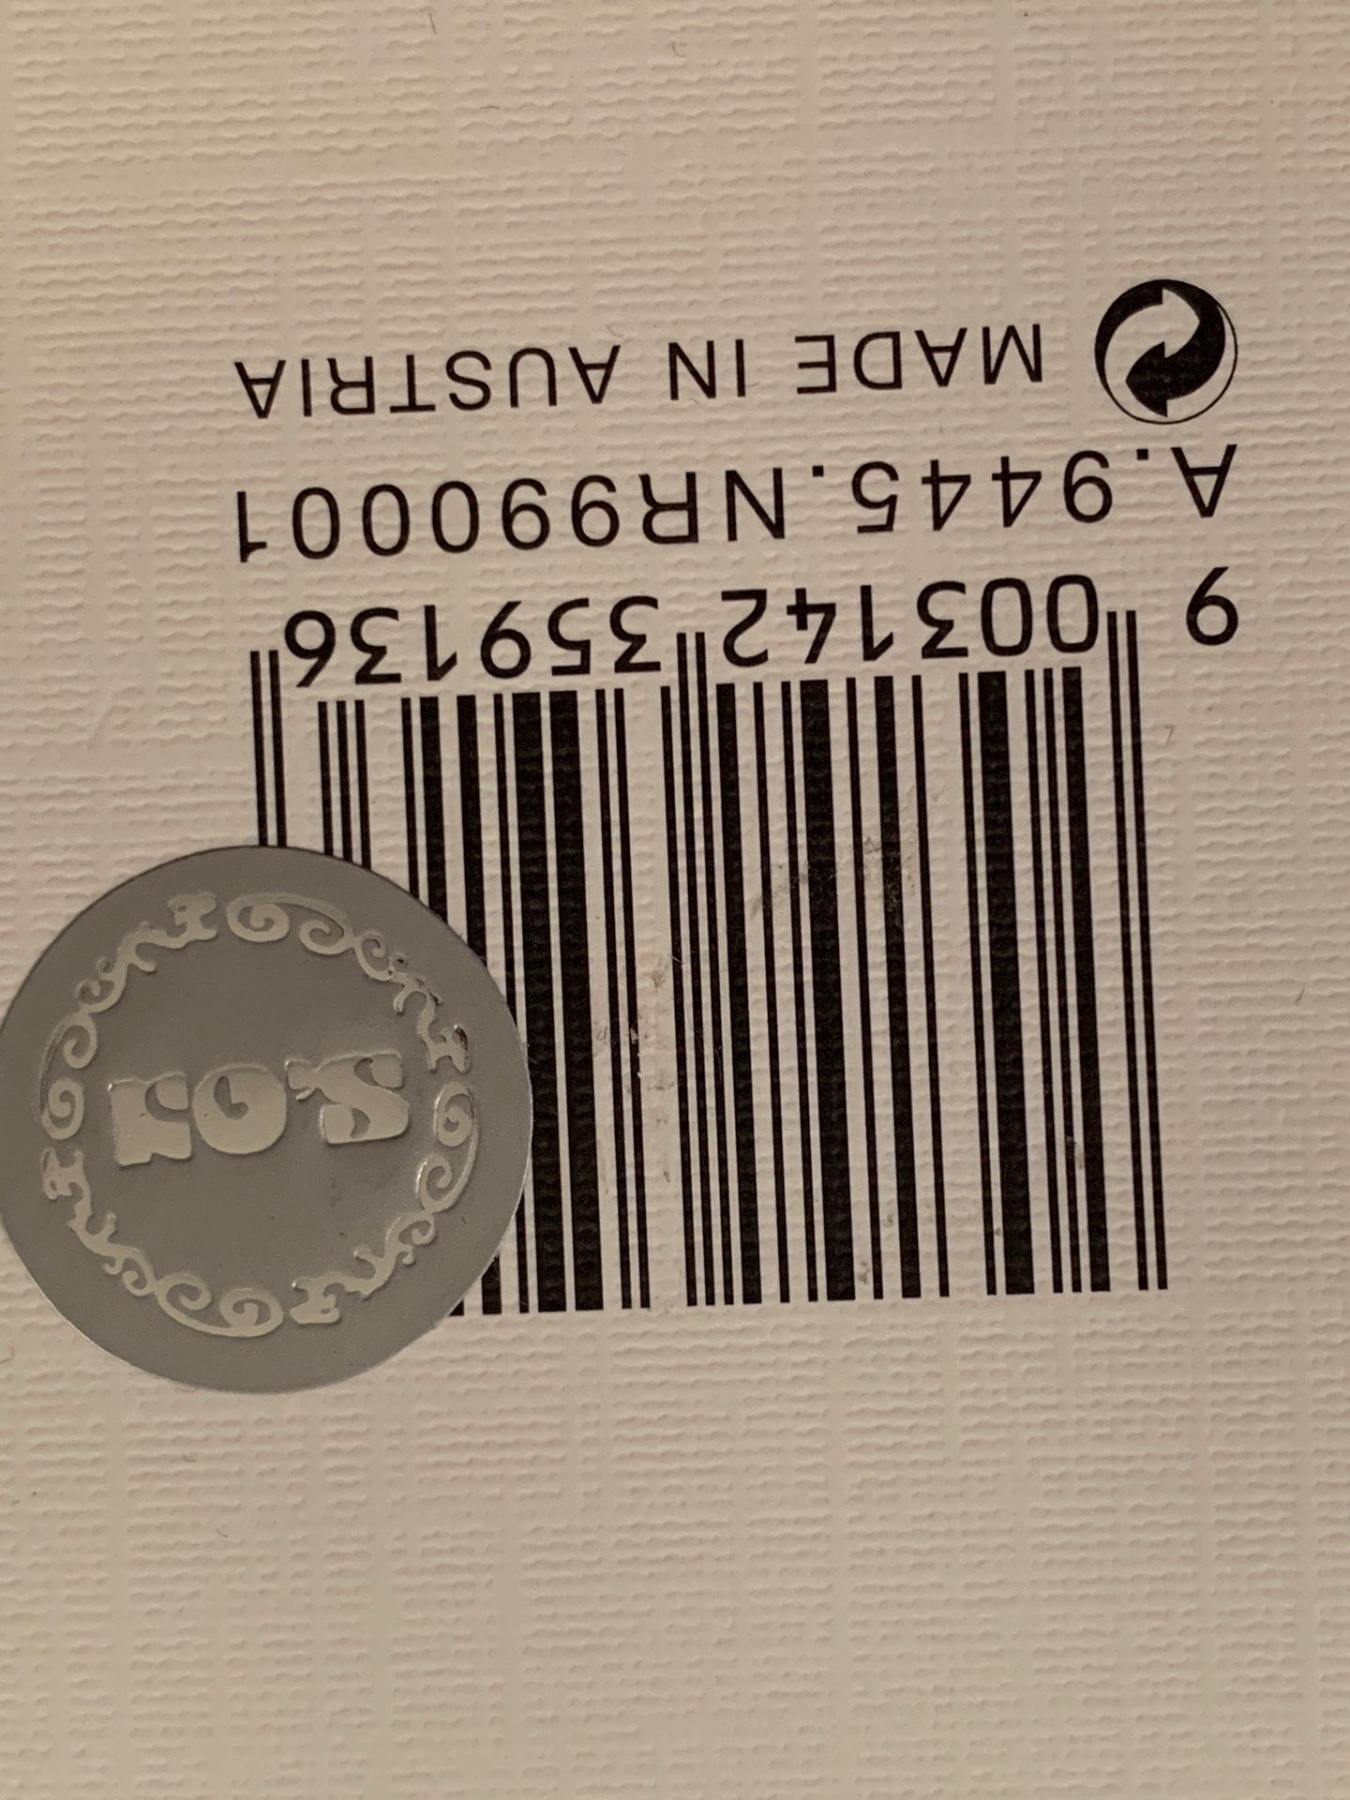 9 003142 359136
A.9445.NR990001
MADE IN AUSTRIA